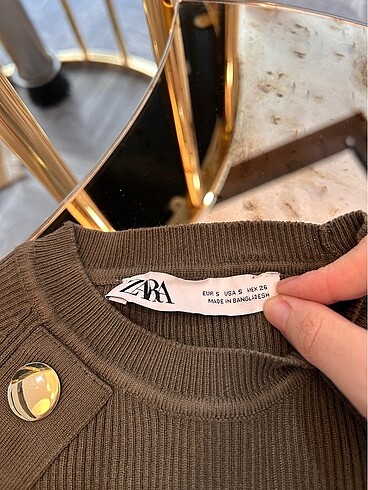 ZARA
EUR S USA S MEX 26
MADE IN BANGLADESH